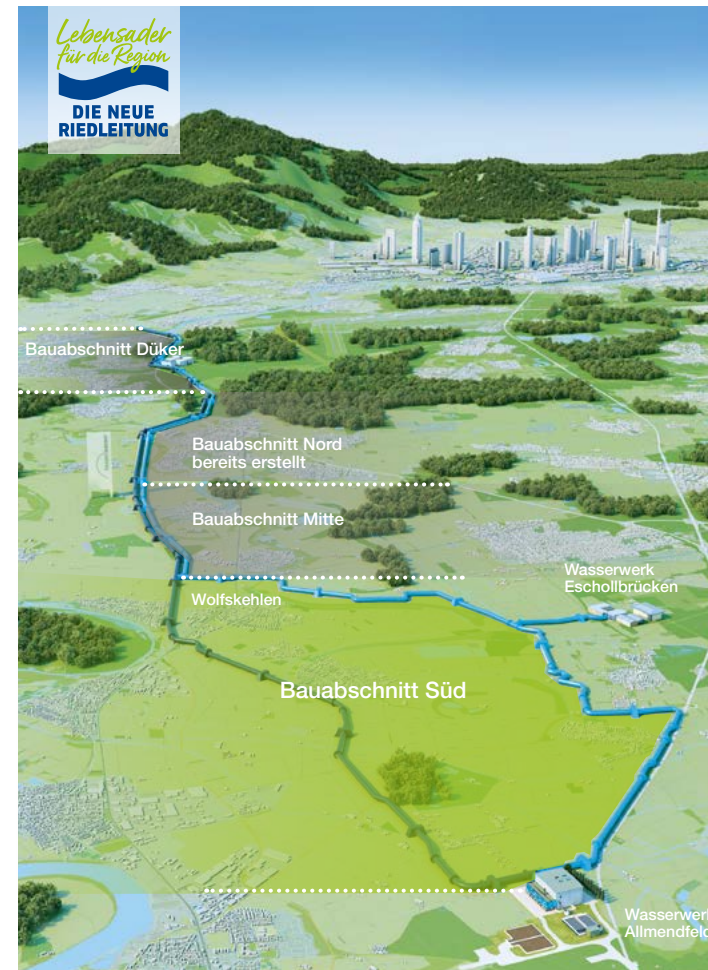 Lebensader
für die Region
DIE NEUE
RIEDLEITUNG
Bauabschnitt Düker
Bauabschnitt Nord
bereits erstellt
Bauabschnitt Mitte
Wasserwerk
Eschollbrücken
Wolfskehlen
Bauabschnitt Süd
Wasserwerk
Allmendfeld